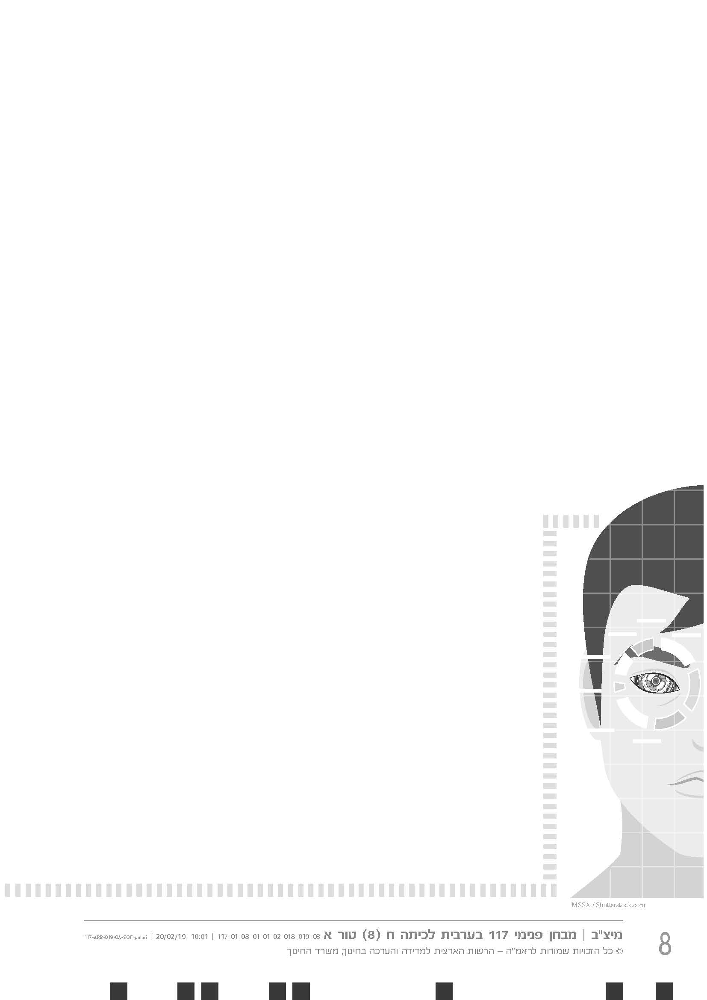 MSSA / Shutterstock.com
מיצ"ב | מבחן פנימי 117 בערבית לכיתה ח (8) טור א 117-01-08-01-01-02-018-019-03 | 20/02/19, 10:01 | 117-ARB-019-8A-SOF-pnimi
© כל הזכויות שמורות לראמ"ה – הרשות הארצית למדידה והערכה בחינוך, משרד החינוך
8